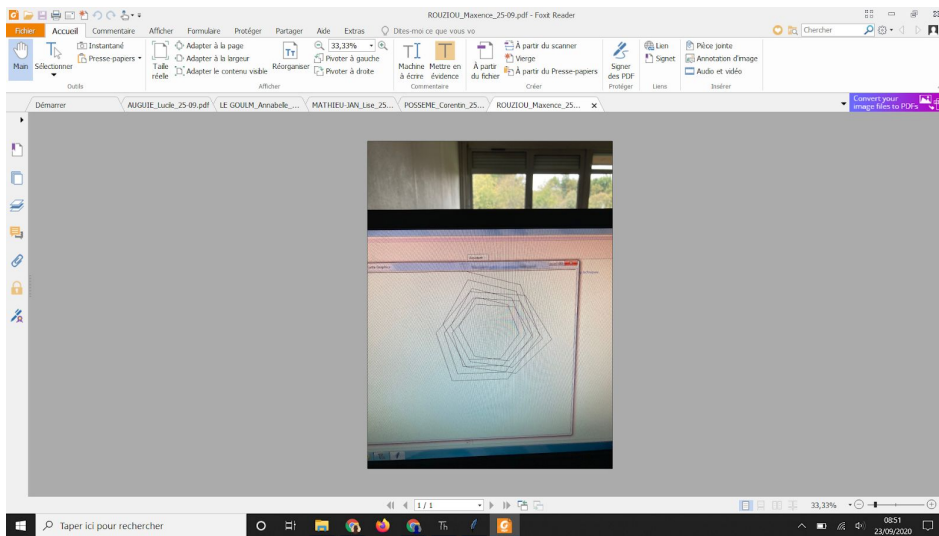 ROUZIOU_Maxence_25-09.pdf - Foxit Reader
Fichier Accueil Commentaire Afficher Formulaire Protéger Partager Aide Extras Dites-moi ce que vous vo Chercher
Main
Sélectionner
Instantané
Presse-papiers
Outils
Taille réelle
Adapter à la page
Adapter à la largeur
Adapter le contenu visible
Réorganiser
33,33%
Pivoter à gauche
Pivoter à droite
Afficher
Machine à écrire
Mettre en évidence
Commentaire
À partir du fichier
À partir du scanner
Vierge
À partir du Presse-papiers
Créer
Signer des PDF
Protéger
Lien
Signet
Liens
Pièce jointe
Annotation d'image
Audio et vidéo
Insérer
Démarrer AUGUIE_Lucie_25-09.pdf LE GOULM_Annabelle_... MATHIEU-JAN_Lise_25... POSSEME_Corentin_25... ROUZIOU_Maxence_25...
Convert your
image files to PDFs
1 / 1
33,33%
Taper ici pour rechercher
08:51
23/09/2020